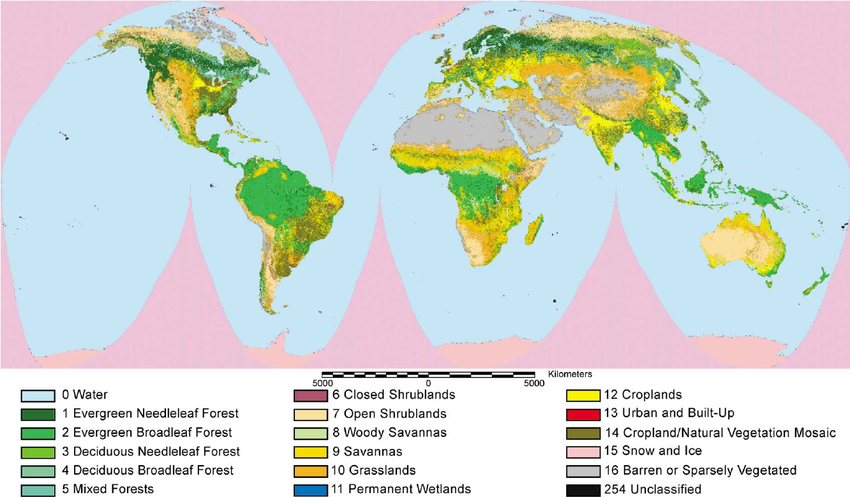 Kilometers
5000 0 5000
0 Water
1 Evergreen Needleleaf Forest
2 Evergreen Broadleaf Forest
3 Deciduous Needleleaf Forest
4 Deciduous Broadleaf Forest
5 Mixed Forests
6 Closed Shrublands
7 Open Shrublands
8 Woody Savannas
9 Savannas
10 Grasslands
11 Permanent Wetlands
12 Croplands
13 Urban and Built-Up
14 Cropland/Natural Vegetation Mosaic
15 Snow and Ice
16 Barren or Sparsely Vegetated
254 Unclassified